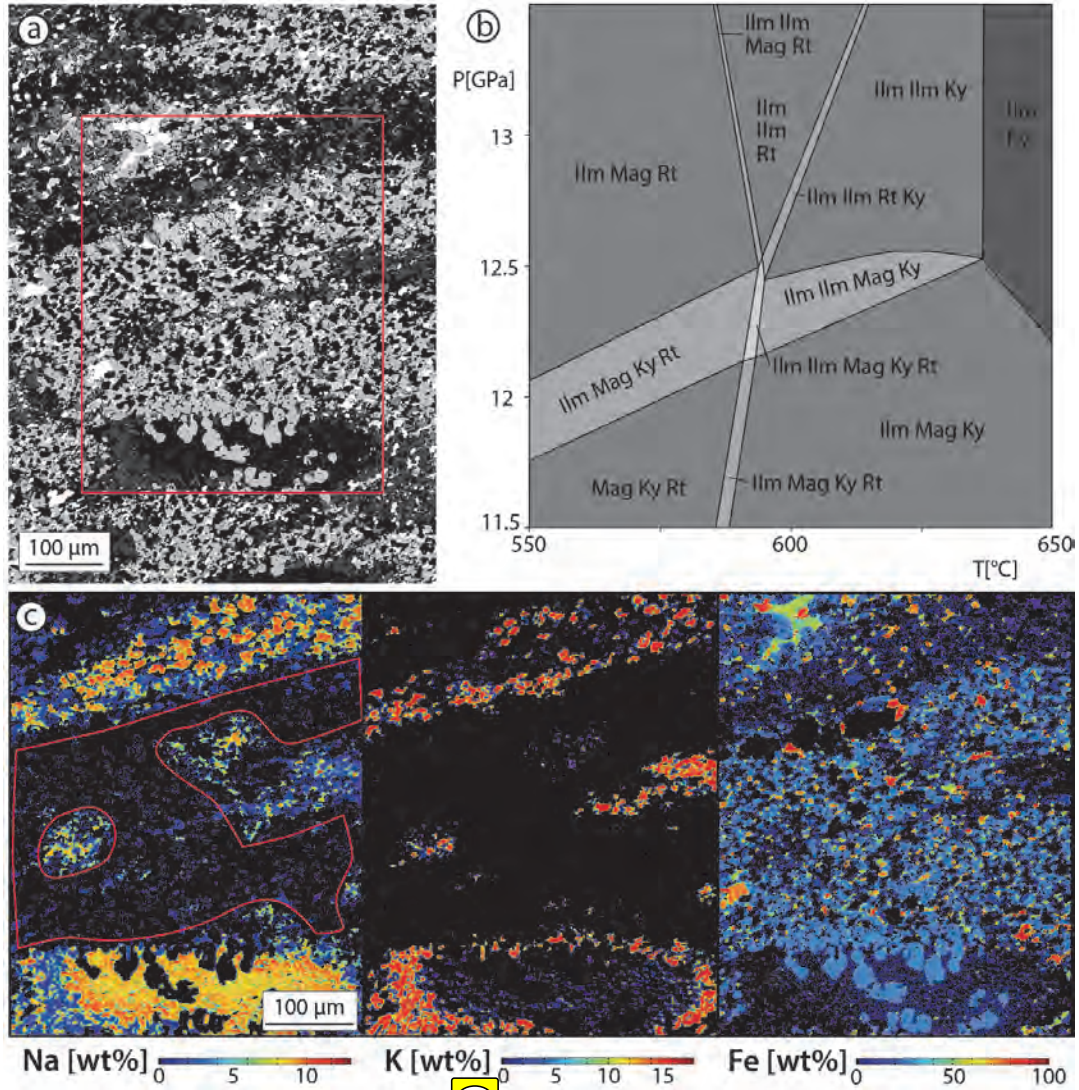 a
100 µm
b
P[GPa]
13
12.5
12
11.5
550
600
650
T[°C]
Ilm Ilm
Mag Rt
Ilm
Ilm
Rt
Ilm Ilm Ky
Ilm
Ky
Ilm Mag Rt
Ilm Ilm Rt Ky
Ilm Ilm Mag Ky
Ilm Mag Ky Rt
Ilm Ilm Mag Ky Rt
Ilm Mag Ky
Mag Ky Rt
Ilm Mag Ky Rt
c
100 µm
Na [wt%] 0 5 10
K [wt%] 0 5 10 15
Fe [wt%] 0 50 100